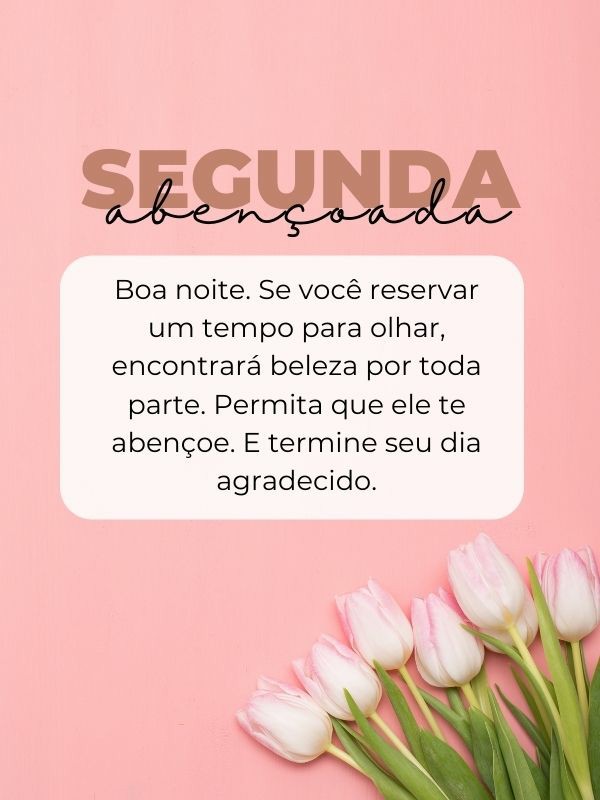 SEGUNDA
abençoada
Boa noite. Se você reservar
um tempo para olhar,
encontrará beleza por toda
parte. Permita que ele te
abençoe. E termine seu dia
agradecido.